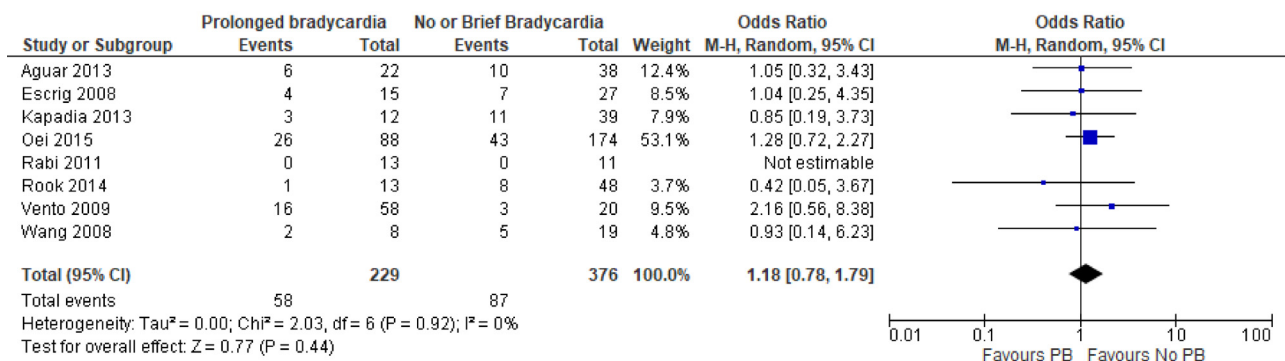 Prolonged bradycardia No or Brief Bradycardia Odds Ratio Odds Ratio
Study or Subgroup Events Total Events Total Weight M-H, Random, 95% CI M-H, Random, 95% CI
Aguar 2013 6 22 10 38 12.4% 1.05 [0.32, 3.43]
Escrig 2008 4 15 7 27 8.5% 1.04 [0.25, 4.35]
Kapadia 2013 3 12 11 39 7.9% 0.85 [0.19, 3.73]
Oei 2015 26 88 43 174 53.1% 1.28 [0.72, 2.27]
Rabi 2011 0 13 0 11 Not estimable
Rook 2014 1 13 8 48 3.7% 0.42 [0.05, 3.67]
Vento 2009 16 58 3 20 9.5% 2.16 [0.56, 8.38]
Wang 2008 2 8 5 19 4.8% 0.93 [0.14, 6.23]
Total (95% CI) 229 376 100.0% 1.18 [0.78, 1.79]
Total events 58 87
Heterogeneity: Tau² = 0.00; Chi² = 2.03, df = 6 (P = 0.92); I² = 0%
Test for overall effect: Z = 0.77 (P = 0.44)
0.01 0.1 1 10 100
Favours PB Favours No PB